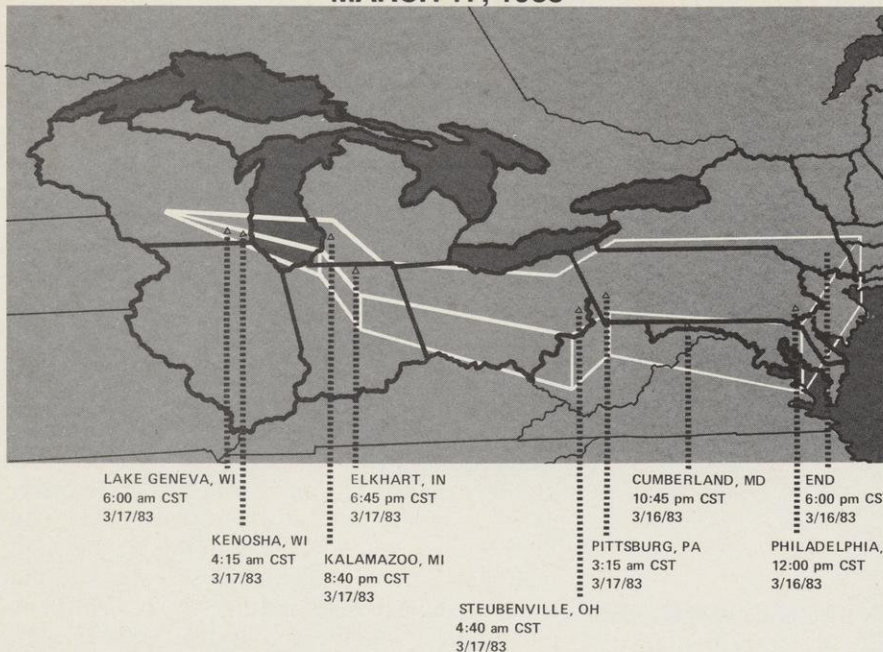 MARCH 17, 1983
LAKE GENEVA, WI
6:00 am CST
3/17/83
KENOSHA, WI
4:15 am CST
3/17/83
KALAMAZOO, MI
8:40 pm CST
3/17/83
ELKHART, IN
6:45 pm CST
3/17/83
STEUBENVILLE, OH
4:40 am CST
3/17/83
PITTSBURG, PA
3:15 am CST
3/17/83
CUMBERLAND, MD
10:45 pm CST
3/16/83
PHILADELPHIA,
12:00 pm CST
3/16/83
END
6:00 pm CS
3/16/83